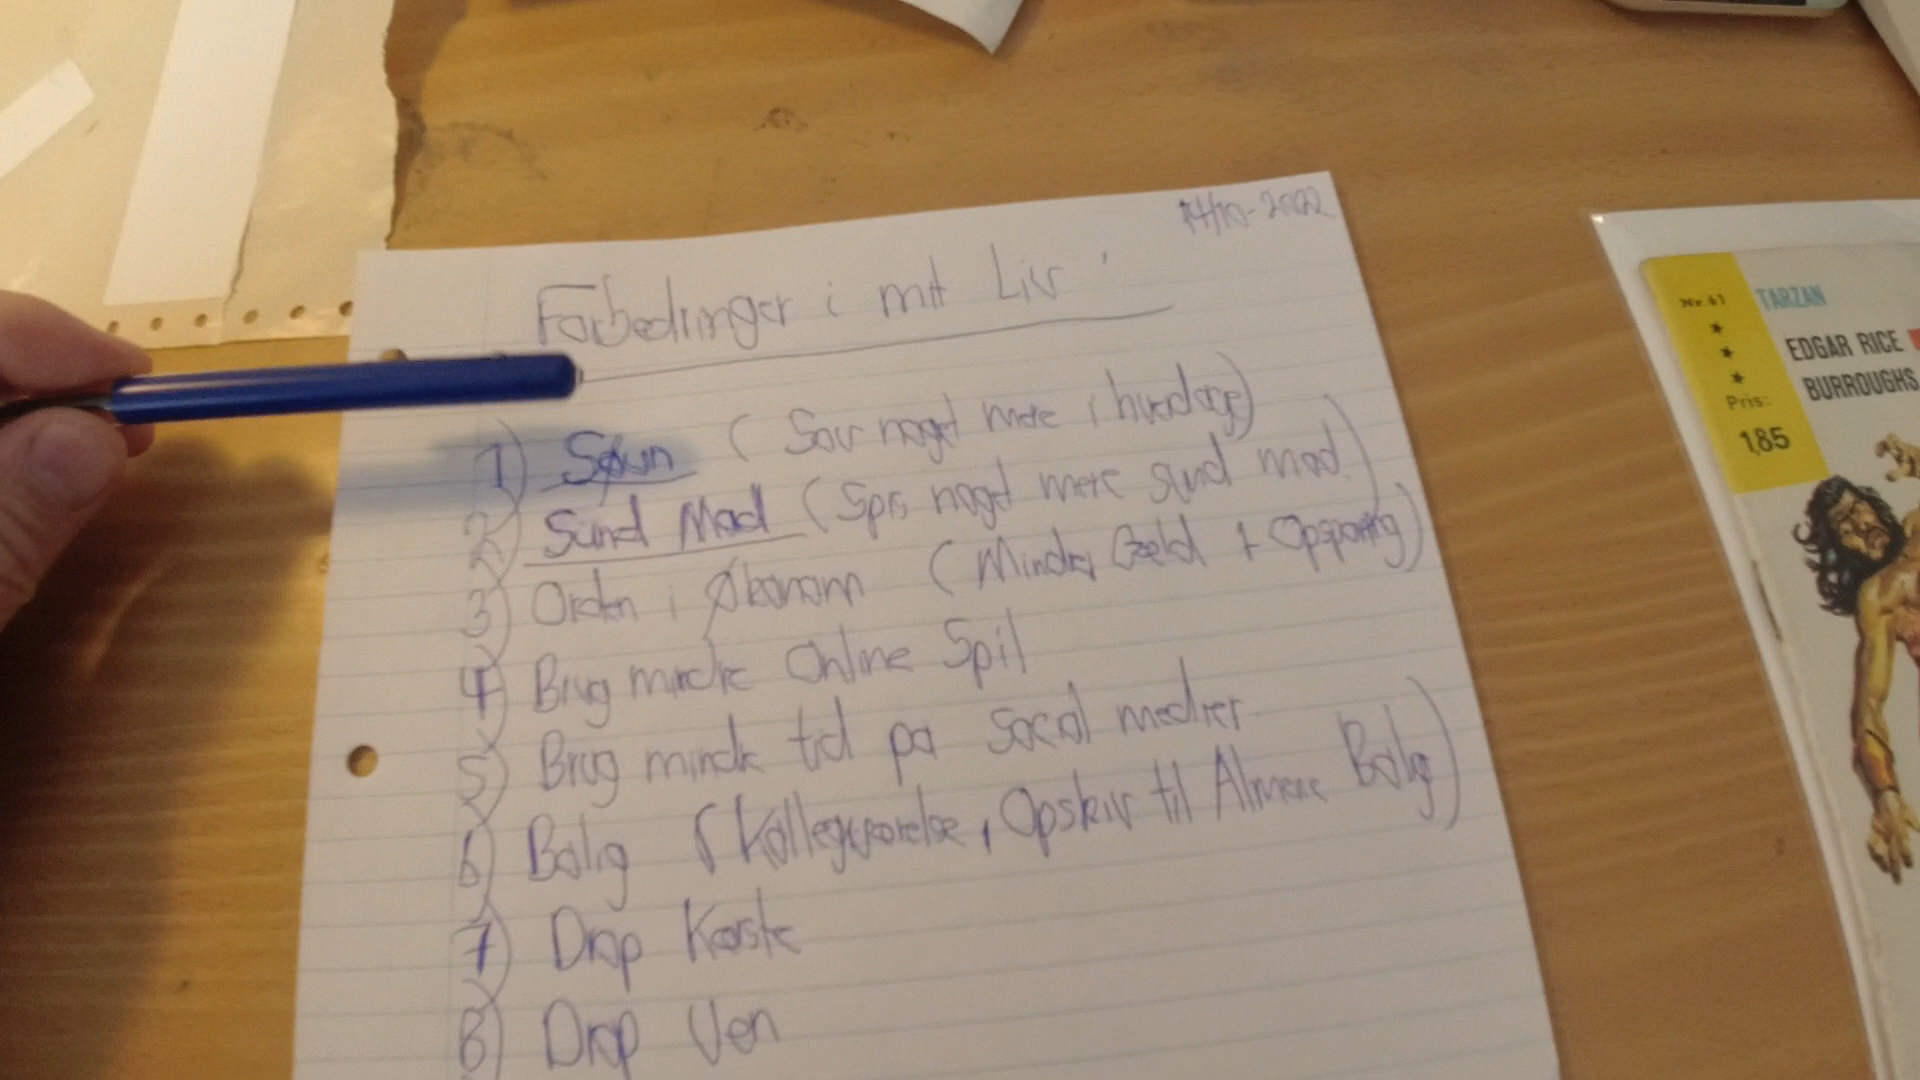 14/10-2022
Forbedringer i mit Liv :
1) Søvn ( Sov noget mere i hverdage)
2) Sund Mad (Spis noget mere sund mad.)
3) Orden i Økonomi ( Mindre Gæld + Opsparing)
4) Brug mindre Online Spil
5) Brug mindre tid på social medier
6) Bolig ( Kollegieværelse, Opskriv til Almene Bolig)
7) Drop
8) Drop Ven
Nr. 61
Pris:
1,85
TARZAN
EDGAR RICE
BURROUGHS